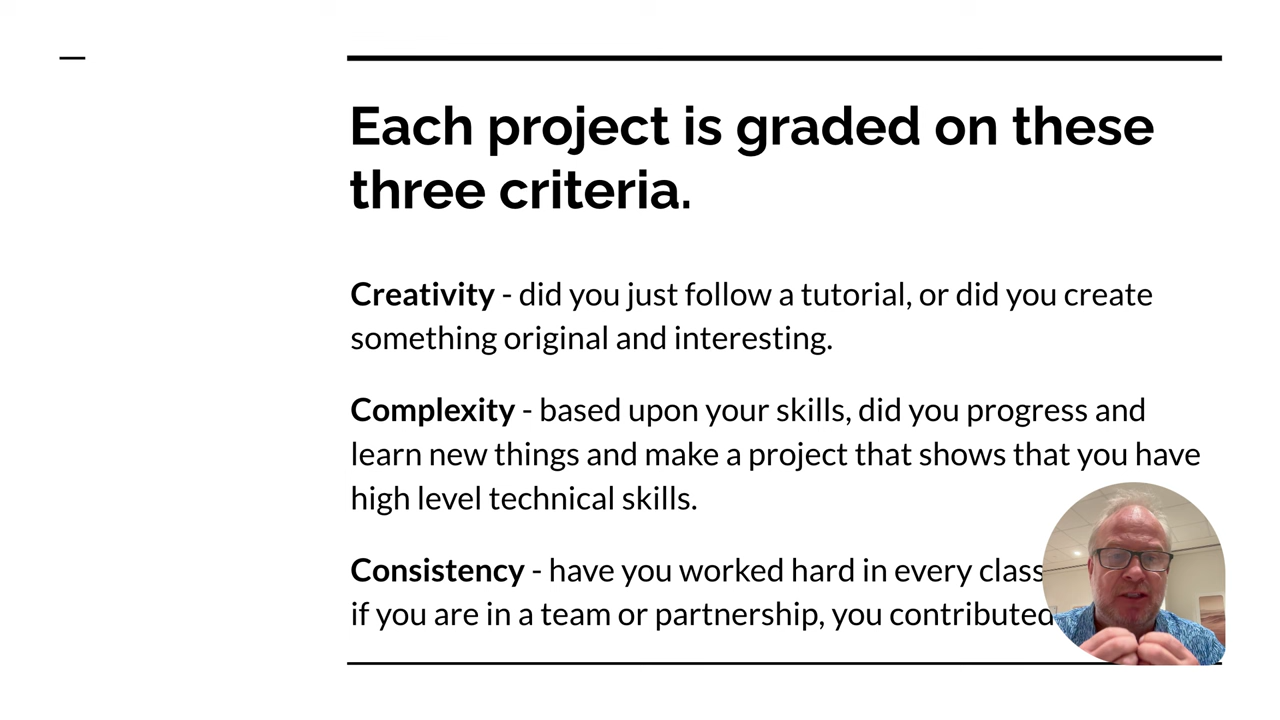 Each project is graded on these
three criteria.
Creativity - did you just follow a tutorial, or did you create
something original and interesting.
Complexity - based upon your skills, did you progress and
learn new things and make a project that shows that you have
high level technical skills.
Consistency - have you worked hard in every class
if you are in a team or partnership, you contributed